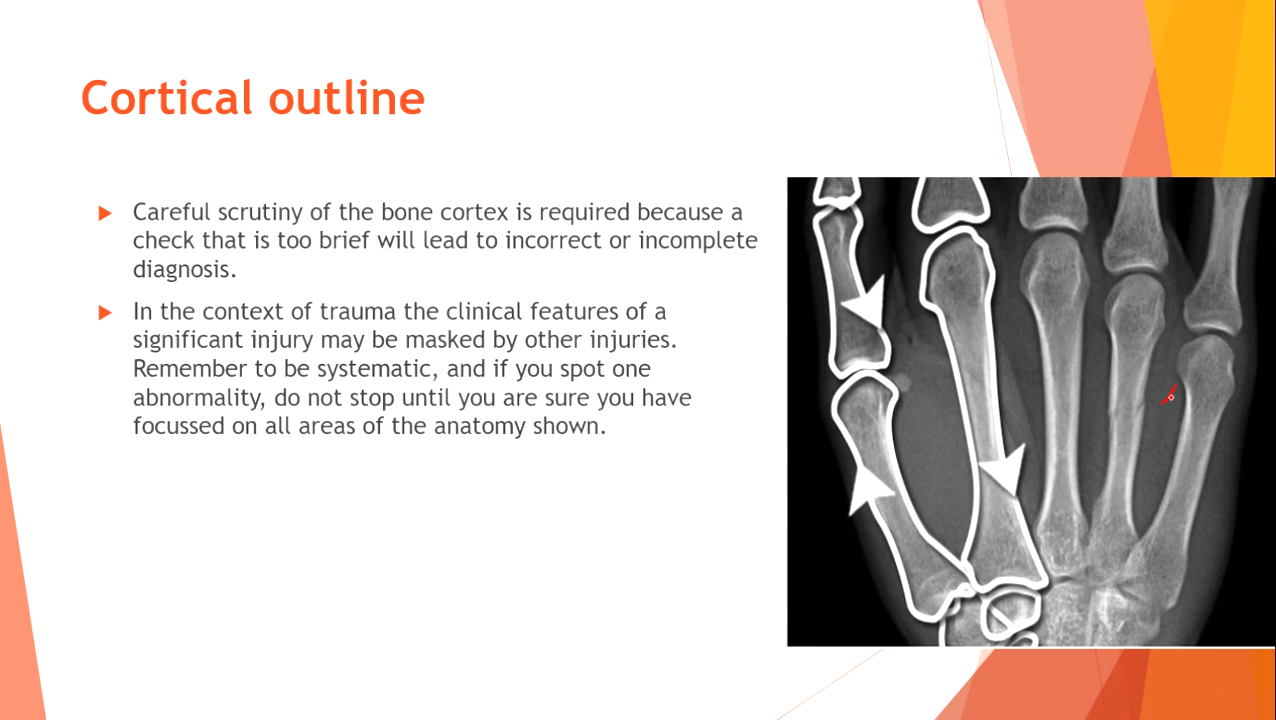 Cortical outline
Careful scrutiny of the bone cortex is required because a
check that is too brief will lead to incorrect or incomplete
diagnosis.
In the context of trauma the clinical features of a
significant injury may be masked by other injuries.
Remember to be systematic, and if you spot one
abnormality, do not stop until you are sure you have
focussed on all areas of the anatomy shown.